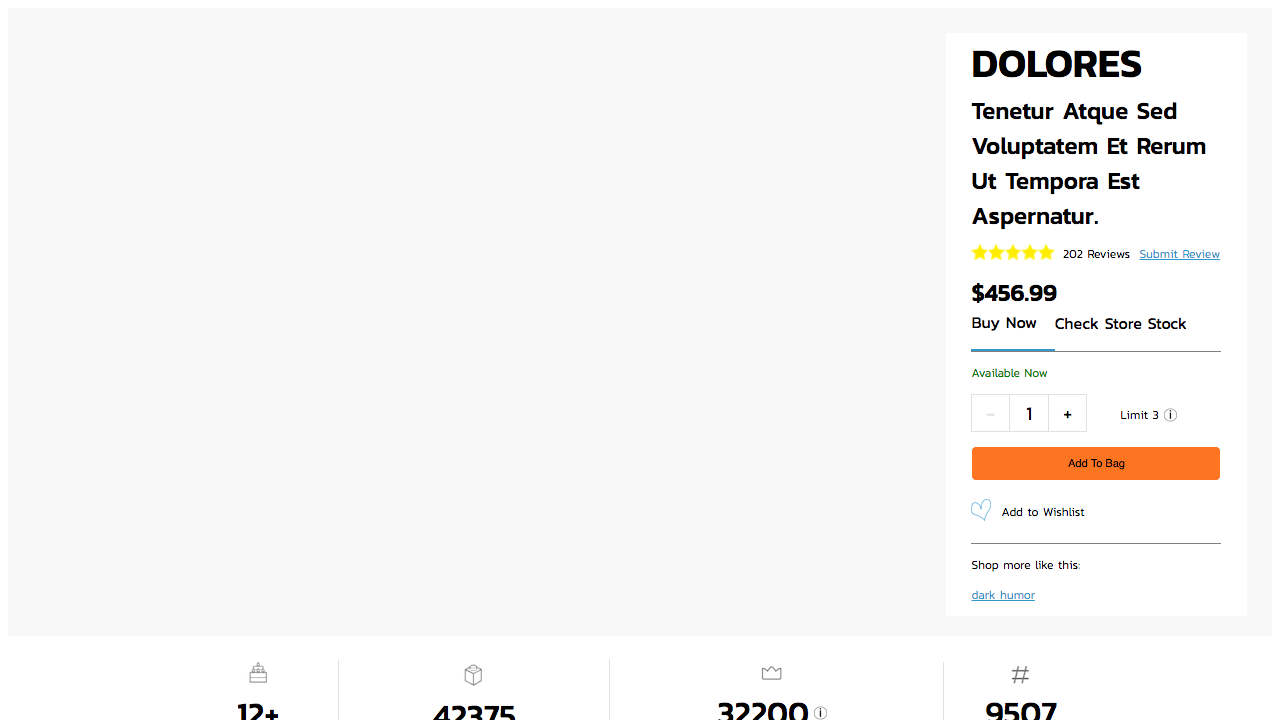 DOLORES
Tenetur Atque Sed
Voluptatem Et Rerum
Ut Tempora Est
Aspernatur.
202 Reviews Submit Review
$456.99
Buy Now Check Store Stock
Available Now
− 1 + Limit 3
Add To Bag
Add to Wishlist
Shop more like this:
dark humor
12+ 42375 32200 9507